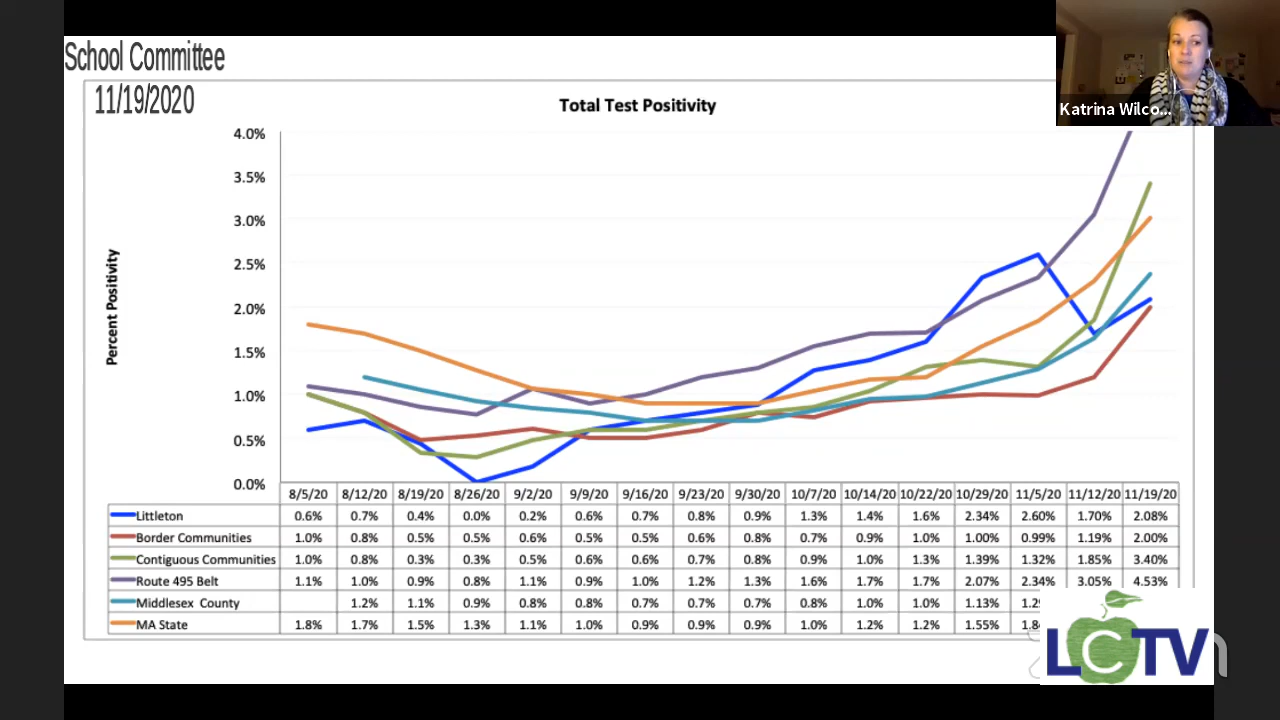 School Committee
11/19/2020
Katrina Wilco...
Total Test Positivity
Percent Positivity
4.0%
3.5%
3.0%
2.5%
2.0%
1.5%
1.0%
0.5%
0.0%
8/5/20 8/12/20 8/19/20 8/26/20 9/2/20 9/9/20 9/16/20 9/23/20 9/30/20 10/7/20 10/14/20 10/22/20 10/29/20 11/5/20 11/12/20 11/19/20
Littleton 0.6% 0.7% 0.4% 0.0% 0.2% 0.6% 0.7% 0.8% 0.9% 1.3% 1.4% 1.6% 2.34% 2.60% 1.70% 2.08%
Border Communities 1.0% 0.8% 0.5% 0.5% 0.6% 0.5% 0.5% 0.6% 0.8% 0.7% 0.9% 1.0% 1.00% 0.99% 1.19% 2.00%
Contiguous Communities 1.0% 0.8% 0.3% 0.3% 0.5% 0.6% 0.6% 0.7% 0.8% 0.9% 1.0% 1.3% 1.39% 1.32% 1.85% 3.40%
Route 495 Belt 1.1% 1.0% 0.9% 0.8% 1.1% 0.9% 1.0% 1.2% 1.3% 1.6% 1.7% 1.7% 2.07% 2.34% 3.05% 4.53%
Middlesex County 1.2% 1.1% 0.9% 0.8% 0.8% 0.7% 0.7% 0.7% 0.8% 1.0% 1.0% 1.13%
MA State 1.8% 1.7% 1.5% 1.3% 1.1% 1.0% 0.9% 0.9% 0.9% 1.0% 1.2% 1.2% 1.55%
LCTV